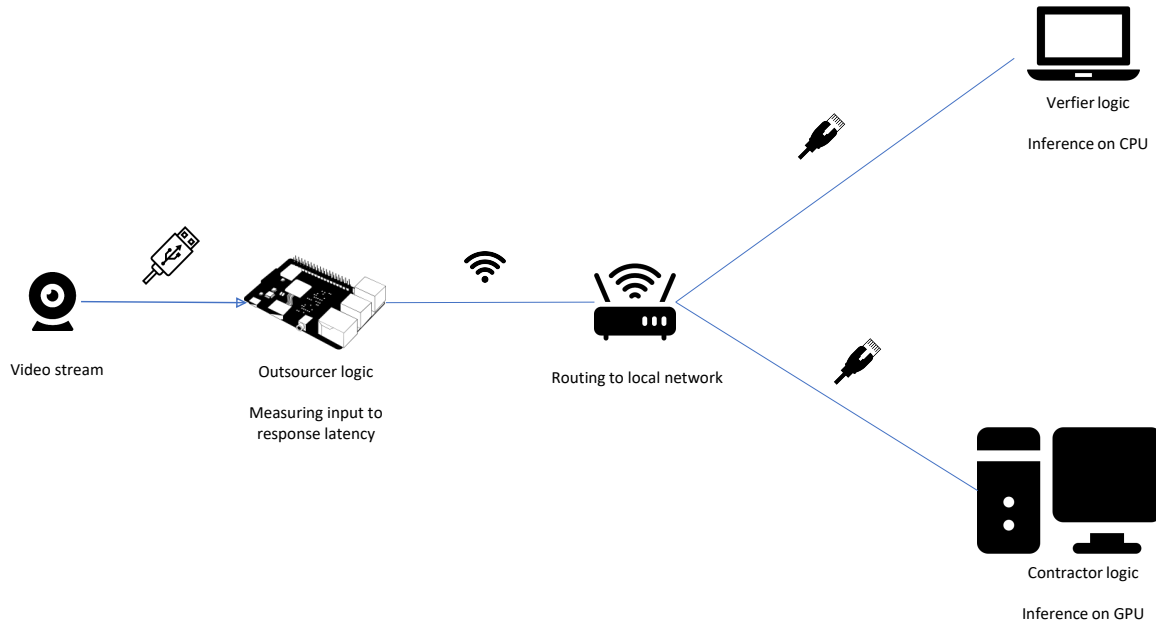 Verfier logic
Inference on CPU
Video stream
Outsourcer logic
Measuring input to
response latency
Routing to local network
Contractor logic
Inference on GPU